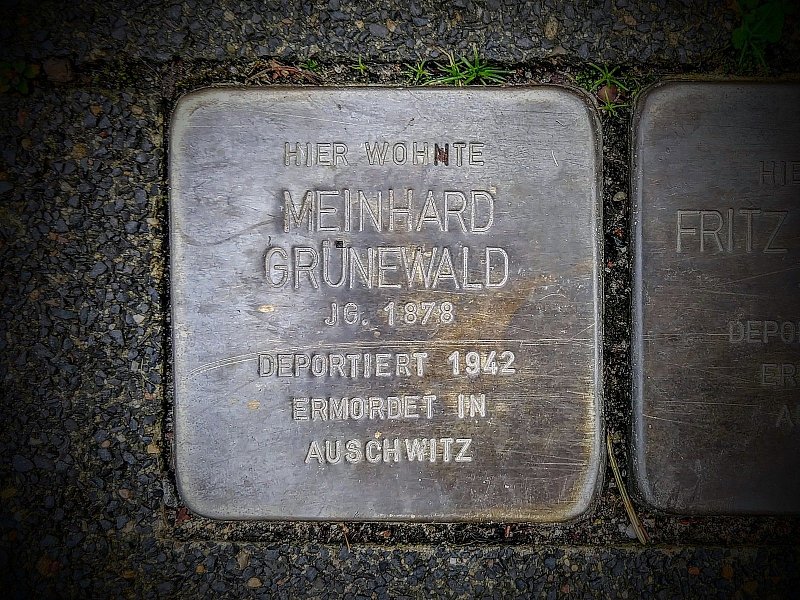 HIER WOHNTE
MEINHARD
GRÜNEWALD
JG. 1878
DEPORTIERT 1942
ERMORDET IN
AUSCHWITZ
FRITZ